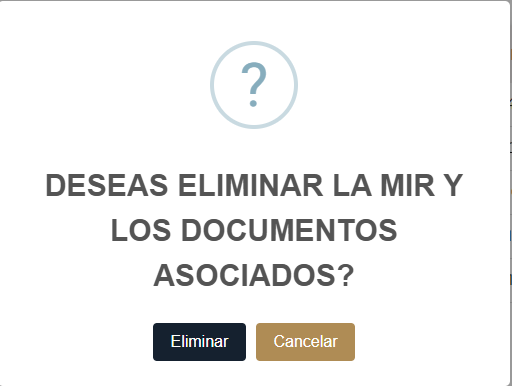 ?
DESEAS ELIMINAR LA MIR Y
LOS DOCUMENTOS
ASOCIADOS?
Eliminar Cancelar